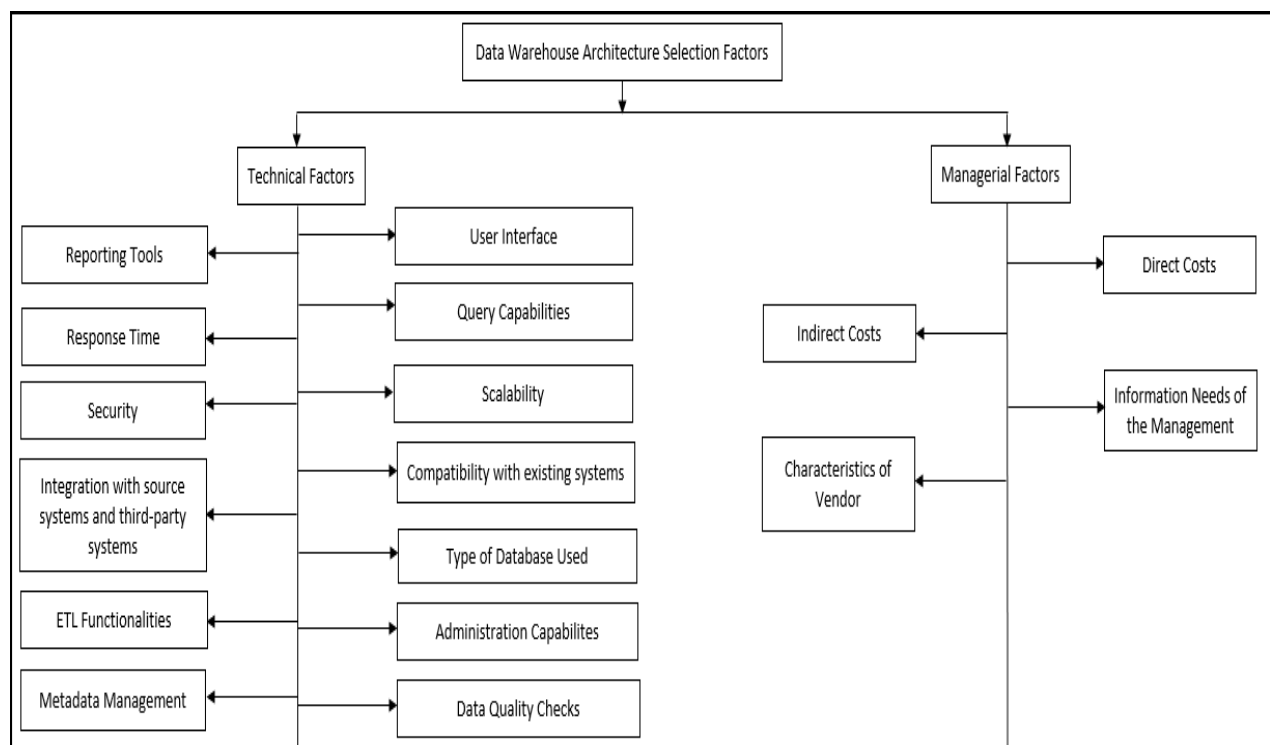 Data Warehouse Architecture Selection Factors
Technical Factors
Managerial Factors
Reporting Tools
User Interface
Response Time
Query Capabilities
Security
Scalability
Integration with source
systems and third-party
systems
Compatibility with existing systems
Type of Database Used
ETL Functionalities
Administration Capabilites
Metadata Management
Data Quality Checks
Direct Costs
Indirect Costs
Information Needs of
the Management
Characteristics of
Vendor